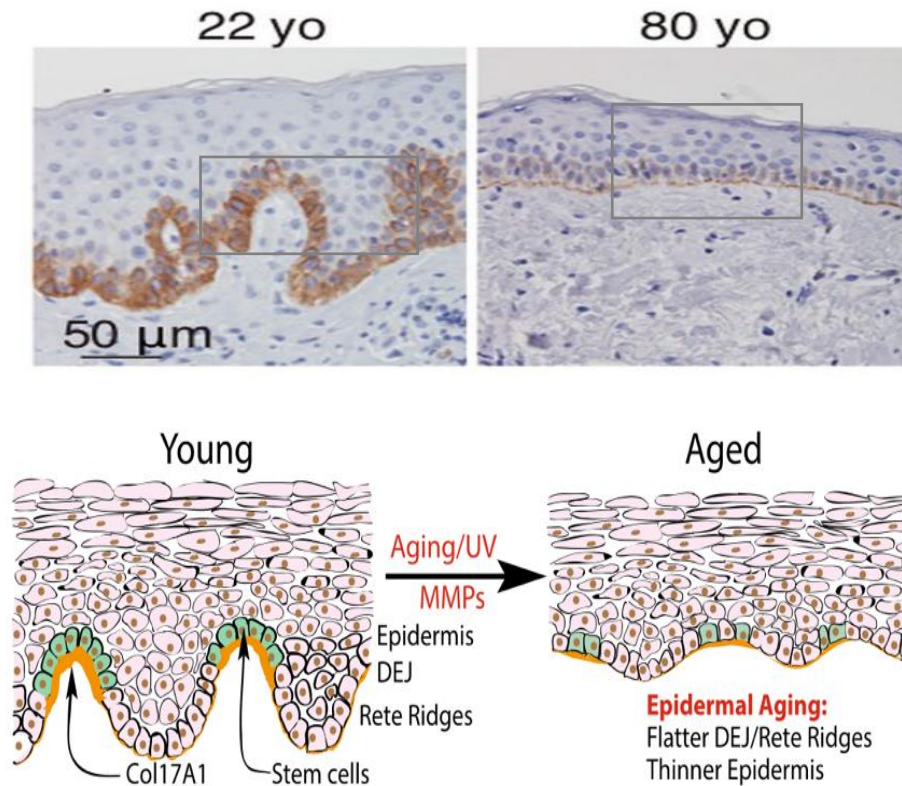 22 yo
80 yo
50 µm
Young
Aged
Aging/UV
MMPs
Epidermis
DEJ
Rete Ridges
Col17A1
Stem cells
Epidermal Aging:
Flatter DEJ/Rete Ridges
Thinner Epidermis